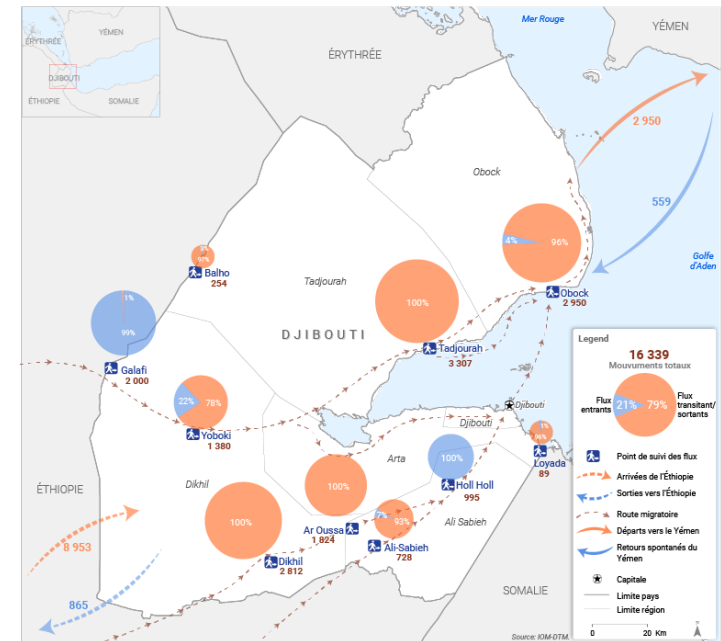 Mer Rouge
YÉMEN
ÉRYTHRÉE
YÉMEN
ÉRYTHRÉE
DJIBOUTI
ÉTHIOPIE
SOMALIE
2 950
559
Obock
Golfe
d'Aden
4%
96%
Balho
254
Tadjourah
100%
Obock
2 950
1%
99%
DJIBOUTI
Tadjourah
3 307
Galafi
2 000
22%
78%
Yoboki
1 380
Djibouti
Djibouti
1%
Loyada
89
Arta
100%
Holl Holl
995
Dikhil
100%
ÉTHIOPIE
Ali Sabieh
100%
Ar Oussa
1 824
7%
93%
Ali-Sabieh
728
8 953
Dikhil
2 812
865
SOMALIE
Source: IOM-DTM.
Legend
16 339
Mouvements totaux
Flux
entrants
21%
79%
Flux
transitant/
sortants
Point de suivi des flux
Arrivées de l'Éthiopie
Sorties vers l'Éthiopie
Route migratoire
Départs vers le Yémen
Retours spontanés du
Yémen
Capitale
Limite pays
Limite région
0 20 Km